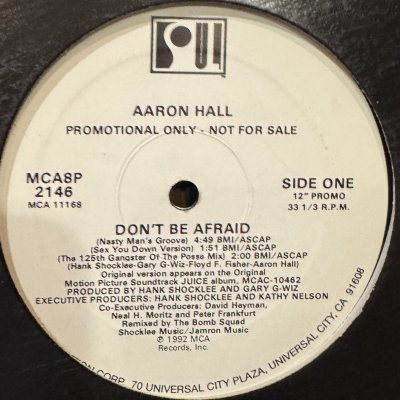 SOUL
AARON HALL
PROMOTIONAL ONLY - NOT FOR SALE
MCA8P
2146
MCA 11168
SIDE ONE
12" PROMO
33 1/3 R.P.M.
DON'T BE AFRAID
(Nasty Man's Groove) 4:49 BMI/ASCAP
(Sex You Down Version) 1:51 BMI/ASCAP
(The 125th Gangster Of The Posse Mix) 2:00 BMI/ASCAP
(Hank Shocklee-Gary G-Wiz-Floyd F. Fisher-Aaron Hall)
Original version appears on the Original
Motion Picture Soundtrack JUICE album, MCAC-10462
PRODUCED BY HANK SHOCKLEE AND GARY G-WIZ
EXECUTIVE PRODUCERS: HANK SHOCKLEE AND KATHY NELSON
Co-Executive Producers: David Heyman,
Neal H. Moritz and Peter Frankfurt
Remixed by The Bomb Squad
Shocklee Music/Jamron Music
℗ 1992 MCA
Records, Inc.
CORP. 70 UNIVERSAL CITY PLAZA, UNIVERSAL CITY, CA 91608